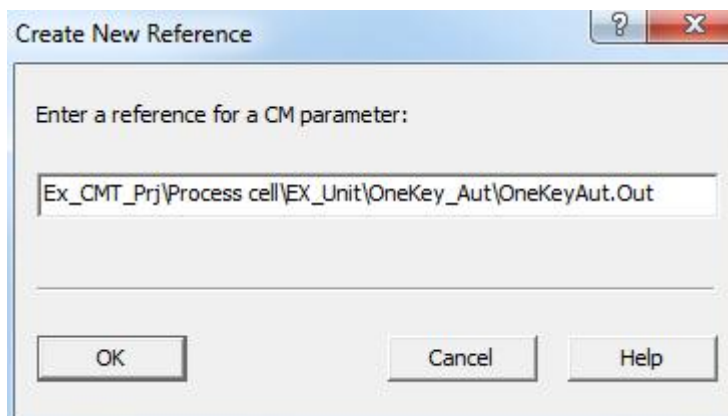 Create New Reference
Enter a reference for a CM parameter:
Ex_CMT_Prj\Process cell\EX_Unit\OneKey_Aut\OneKeyAut.Out
OK
Cancel
Help